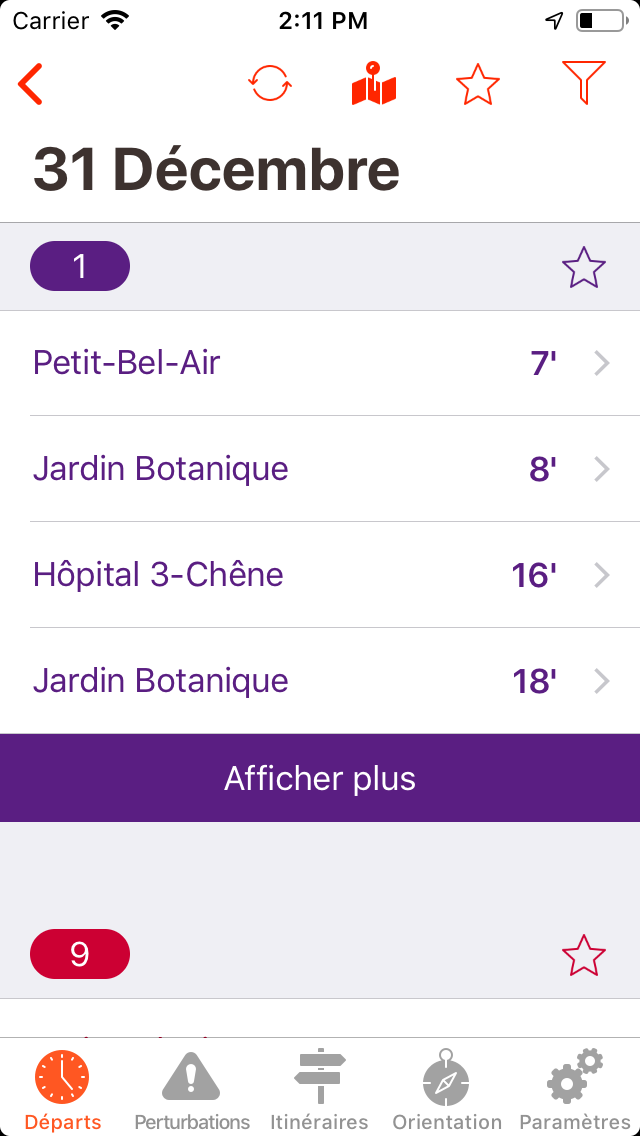 Carrier 2:11 PM
31 Décembre
1
Petit-Bel-Air 7'
Jardin Botanique 8'
Hôpital 3-Chêne 16'
Jardin Botanique 18'
Afficher plus
9
Départs Perturbations Itinéraires Orientation Paramètres